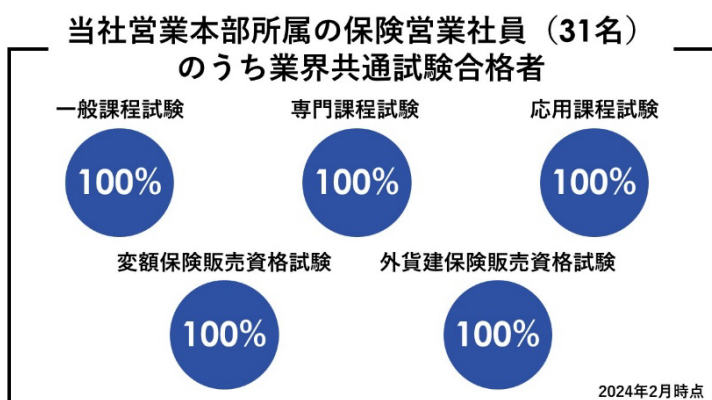 当社営業本部所属の保険営業社員（31名）
のうち業界共通試験合格者
一般課程試験
専門課程試験
応用課程試験
100%
100%
100%
変額保険販売資格試験
外貨建保険販売資格試験
100%
100%
2024年2月時点